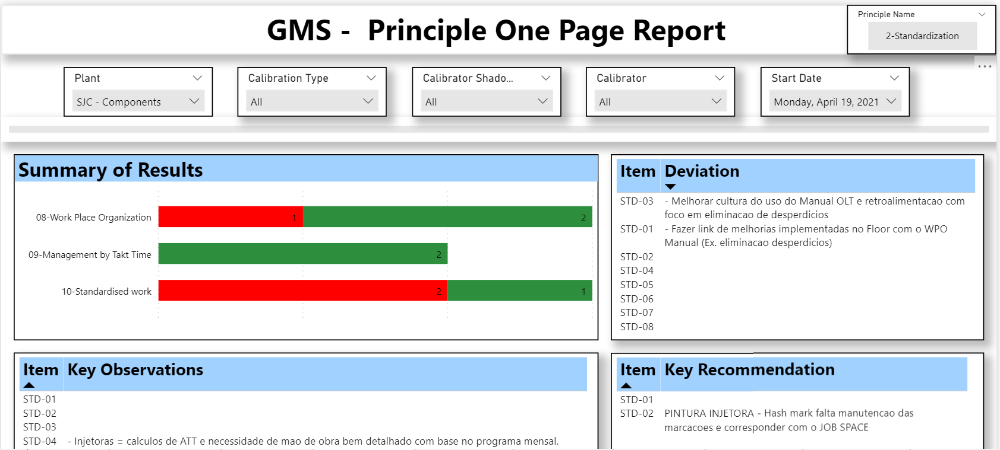 GMS -  Principle One Page Report
Principle Name
2-Standardization
Plant
SJC - Components
Calibration Type
All
Calibrator Shado...
All
Calibrator
All
Start Date
Monday, April 19, 2021
Summary of Results
08-Work Place Organization
1
2
09-Management by Takt Time
2
10-Standardised work
2
1
Item Deviation
STD-03 - Melhorar cultura do uso do Manual OLT e retroalimentacao com
foco em eliminacao de desperdicios
STD-01 - Fazer link de melhorias implementadas no Floor com o WPO
Manual (Ex. eliminacao desperdicios)
STD-02
STD-04
STD-05
STD-06
STD-07
STD-08
Item Key Observations
STD-01
STD-02
STD-03
STD-04 - Injetoras = calculos de ATT e necessidade de mao de obra bem detalhado com base no programa mensal.
Item Key Recommendation
STD-01
STD-02 PINTURA INJETORA - Hash mark falta manutencao das
marcacoes e corresponder com o JOB SPACE